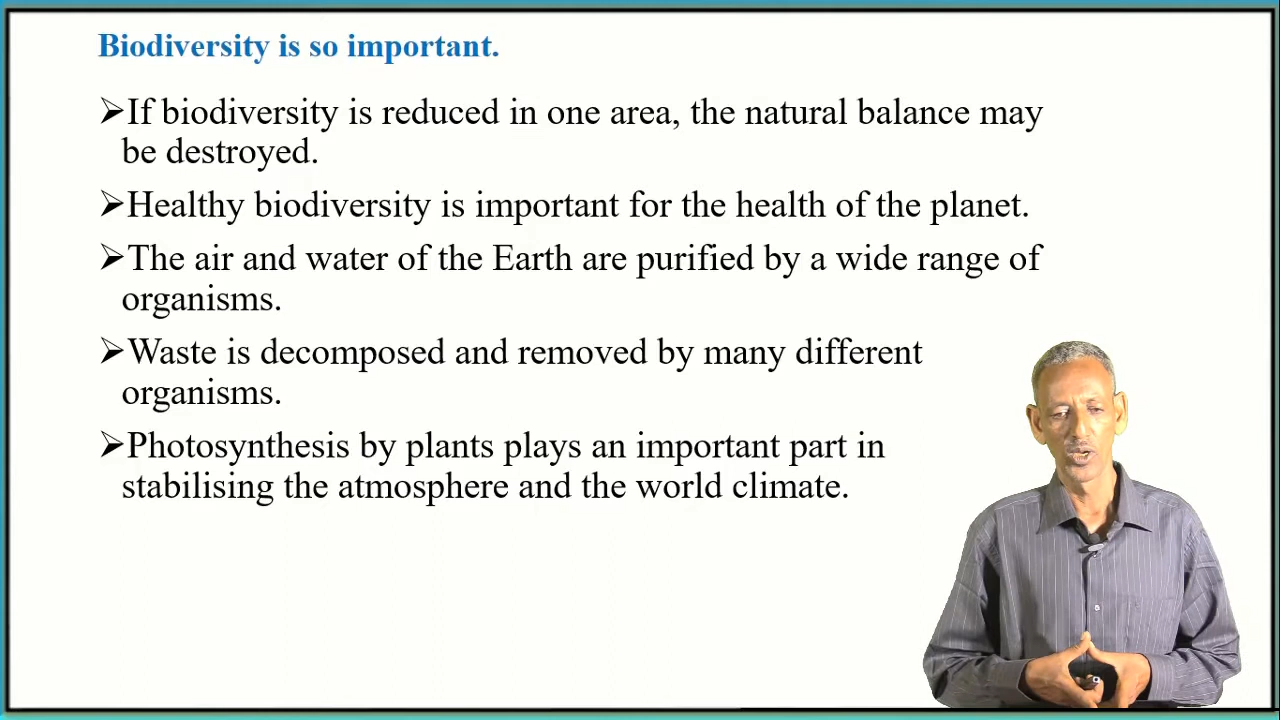 Biodiversity is so important.
➢If biodiversity is reduced in one area, the natural balance may
be destroyed.
➢Healthy biodiversity is important for the health of the planet.
➢The air and water of the Earth are purified by a wide range of
organisms.
➢Waste is decomposed and removed by many different
organisms.
➢Photosynthesis by plants plays an important part in
stabilising the atmosphere and the world climate.